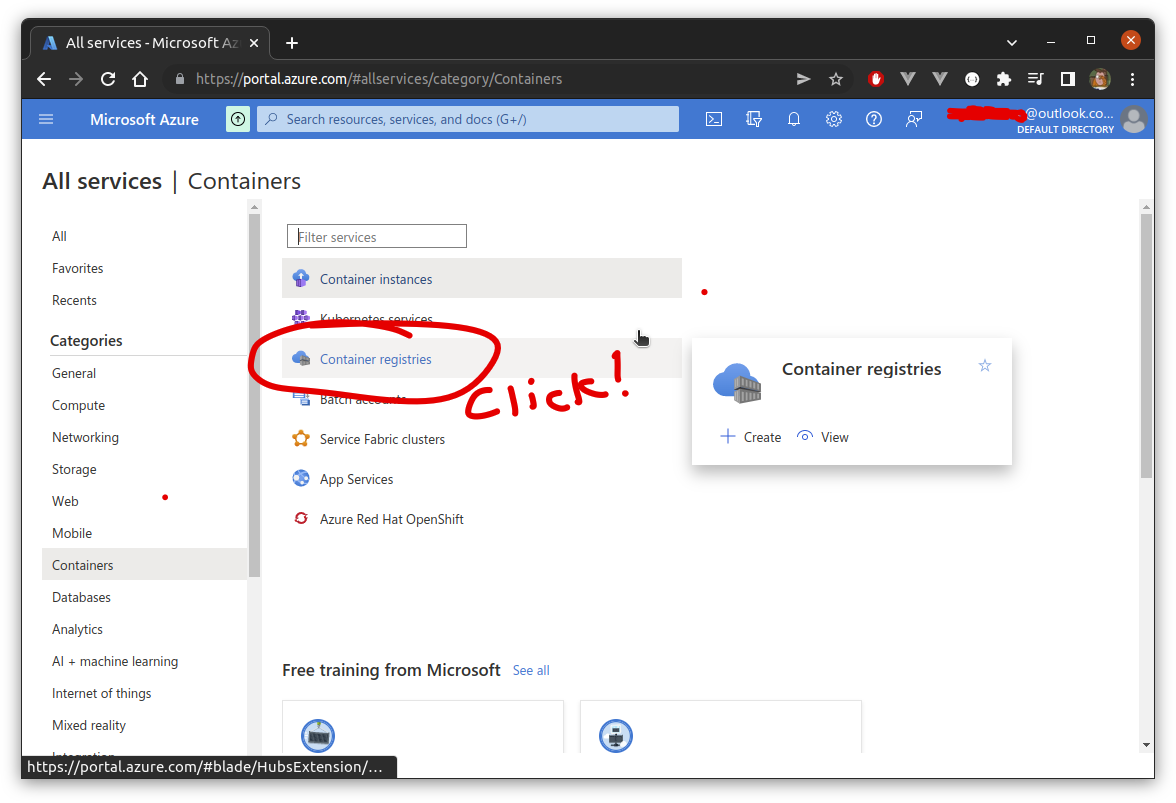 All services - Microsoft Az
https://portal.azure.com/#allservices/category/Containers
Microsoft Azure
Search resources, services, and docs (G+/)
@outlook.co...
DEFAULT DIRECTORY
All services | Containers
All
Favorites
Recents
Categories
General
Compute
Networking
Storage
Web
Mobile
Containers
Databases
Analytics
AI + machine learning
Internet of things
Mixed reality
Integration
Filter services
Container instances
Kubernetes services
Container registries
Batch accounts
Service Fabric clusters
App Services
Azure Red Hat OpenShift
click!
Container registries
Create
View
Free training from Microsoft See all
https://portal.azure.com/#blade/HubsExtension/...